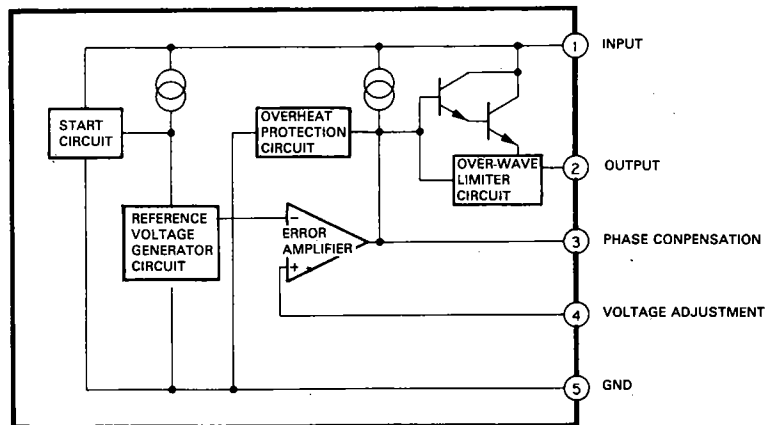 1 INPUT
START
CIRCUIT
OVERHEAT
PROTECTION
CIRCUIT
OVER-WAVE
LIMITER
CIRCUIT
2 OUTPUT
REFERENCE
VOLTAGE
GENERATOR
CIRCUIT
−
ERROR
AMPLIFIER
+ -
3 PHASE CONPENSATION
4 VOLTAGE ADJUSTMENT
5 GND